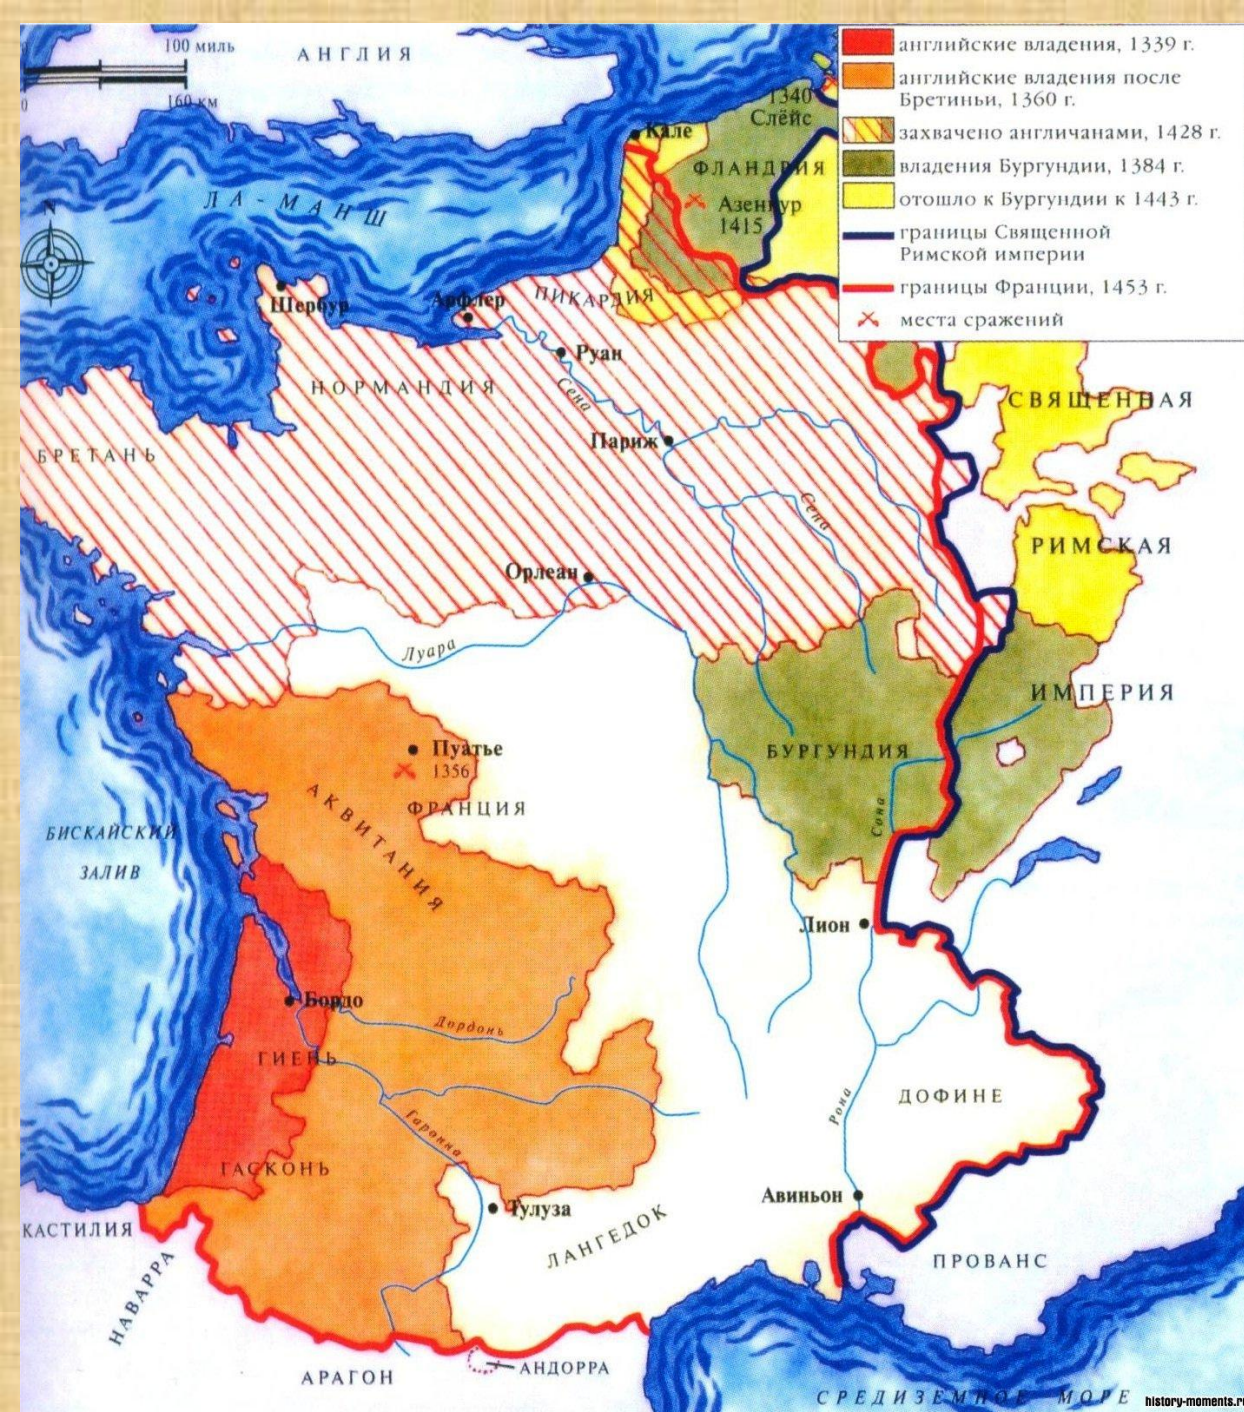 100 миль
160 км
0
АНГЛИЯ
английские владения, 1339 г.
английские владения после
Бретиньи, 1360 г.
захвачено англичанами, 1428 г.
владения Бургундии, 1384 г.
отошло к Бургундии к 1443 г.
границы Священной
Римской империи
границы Франции, 1453 г.
места сражений
1340
Слёйс
Кале
ФЛАНДРИЯ
Азенкур
1415
ЛА-МАНШ
N
Шербур
Арфлер
ПИКАРДИЯ
Руан
НОРМАНДИЯ
Сена
Париж
БРЕТАНЬ
Сена
СВЯЩЕННАЯ
РИМСКАЯ
ИМПЕРИЯ
Орлеан
Луара
Пуатье
1356
БУРГУНДИЯ
ФРАНЦИЯ
АКВИТАНИЯ
Сона
БИСКАЙСКИЙ
ЗАЛИВ
Лион
Бордо
Дордонь
ГИЕНЬ
ДОФИНЕ
Рона
Гаронна
ГАСКОНЬ
Авиньон
Тулуза
ЛАНГЕДОК
КАСТИЛИЯ
НАВАРРА
ПРОВАНС
АРАГОН
АНДОРРА
СРЕДИЗЕМНОЕ МОРЕ
history-moments.ru